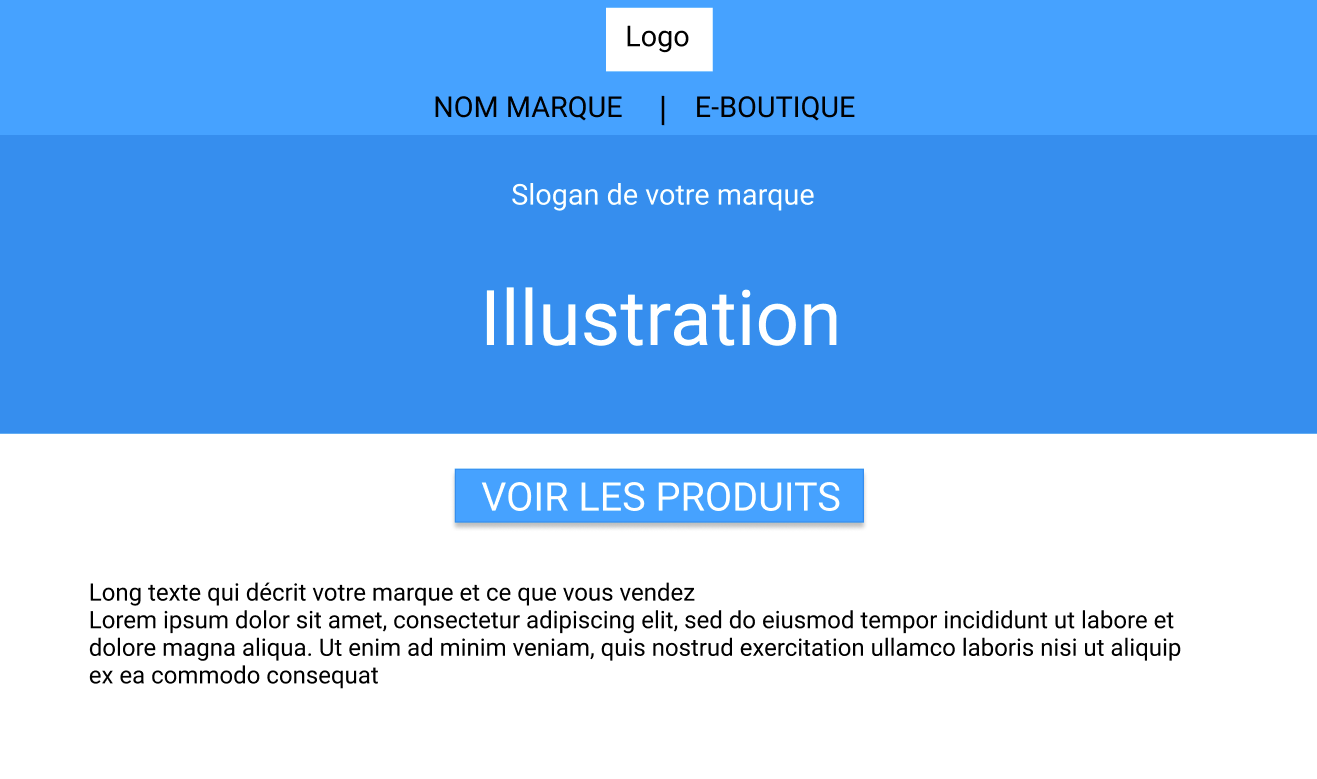 Logo
NOM MARQUE | E-BOUTIQUE
Slogan de votre marque
Illustration
VOIR LES PRODUITS
Long texte qui décrit votre marque et ce que vous vendez
Lorem ipsum dolor sit amet, consectetur adipiscing elit, sed do eiusmod tempor incididunt ut labore et
dolore magna aliqua. Ut enim ad minim veniam, quis nostrud exercitation ullamco laboris nisi ut aliquip
ex ea commodo consequat